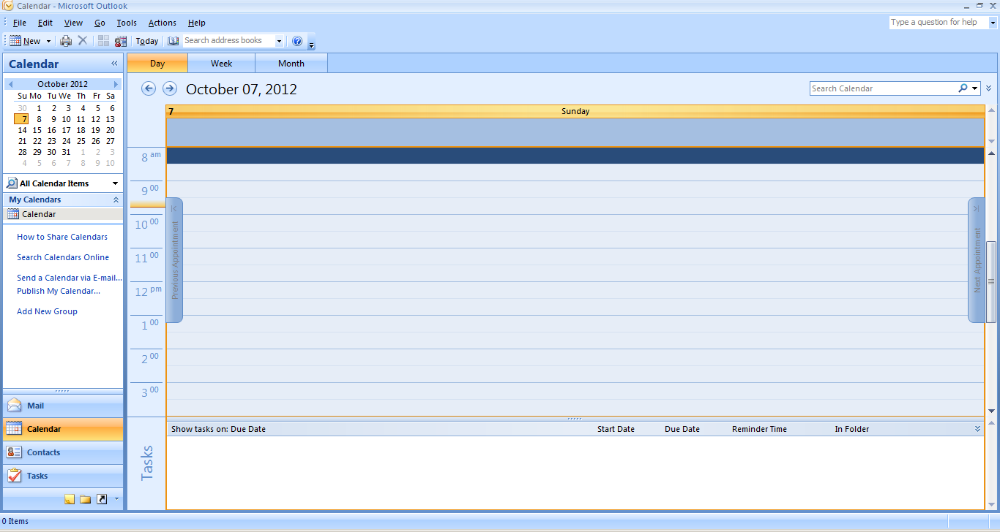 Calendar - Microsoft Outlook
File Edit View Go Tools Actions Help
Type a question for help
New Today Search address books
Calendar
October 2012
Su Mo Tu We Th Fr Sa
30 1 2 3 4 5 6
7 8 9 10 11 12 13
14 15 16 17 18 19 20
21 22 23 24 25 26 27
28 29 30 31 1 2 3
4 5 6 7 8 9 10
All Calendar Items
My Calendars
Calendar
How to Share Calendars
Search Calendars Online
Send a Calendar via E-mail...
Publish My Calendar...
Add New Group
Mail
Calendar
Contacts
Tasks
Day Week Month
October 07, 2012
Search Calendar
7 Sunday
8 am
9 00
10 00
11 00
12 pm
1 00
2 00
3 00
Previous Appointment
Next Appointment
Show tasks on: Due Date Start Date Due Date Reminder Time In Folder
Tasks
0 Items